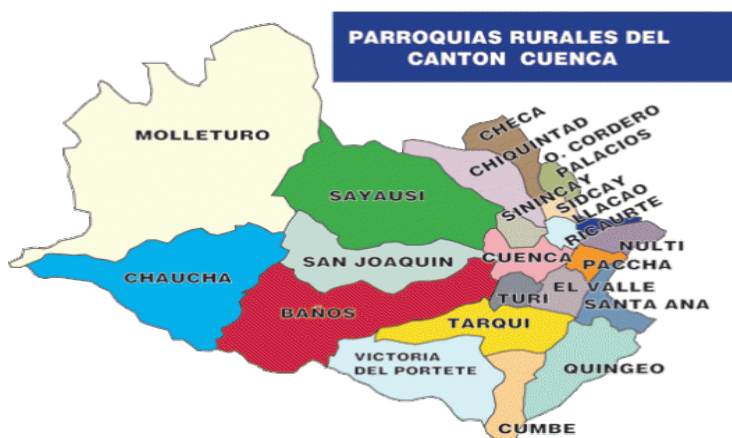 PARROQUIAS RURALES DEL
CANTON CUENCA
MOLLETURO
CHECA
CHIQUINTAD
O. CORDERO
PALACIOS
SAYAUSI
SININCAY
SIDCAY
LLACAO
RICAURTE
NULTI
SAN JOAQUIN
CUENCA
PACCHA
CHAUCHA
EL VALLE
TURI
SANTA ANA
BAÑOS
TARQUI
VICTORIA
DEL PORTETE
QUINGEO
CUMBE